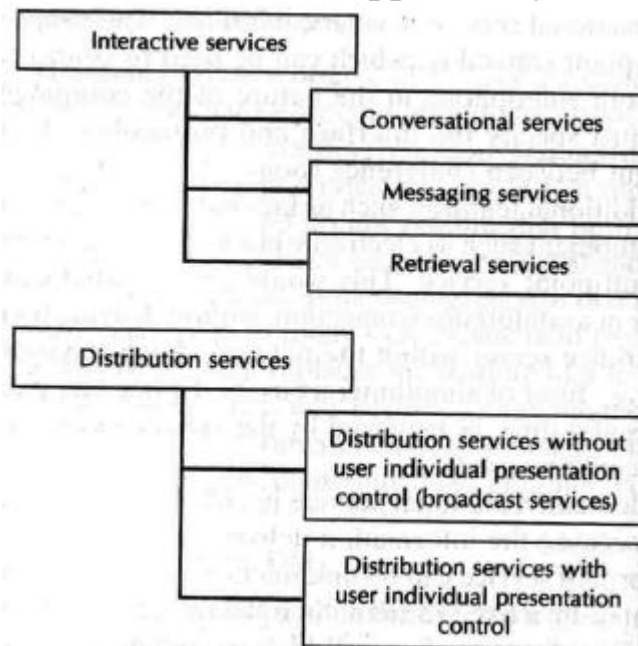 Interactive services
Conversational services
Messaging services
Retrieval services
Distribution services
Distribution services without
user individual presentation
control (broadcast services)
Distribution services with
user individual presentation
control